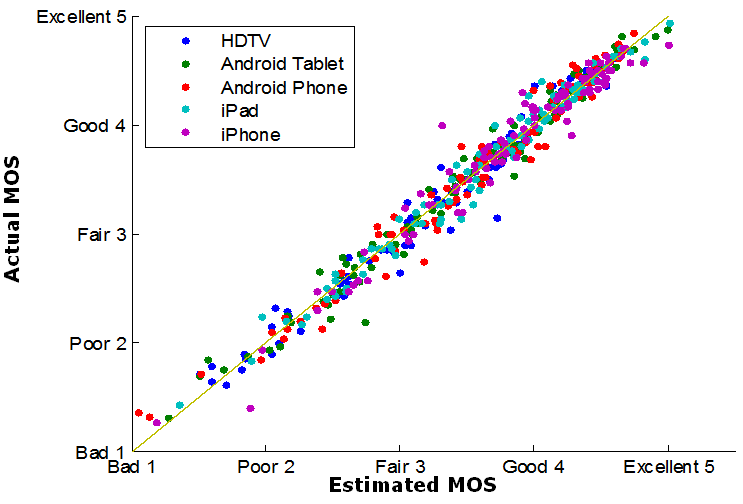 Excellent 5
HDTV
Android Tablet
Android Phone
iPad
iPhone
Good 4
Actual MOS
Fair 3
Poor 2
Bad 1
Bad 1 Poor 2 Fair 3 Good 4 Excellent 5
Estimated MOS